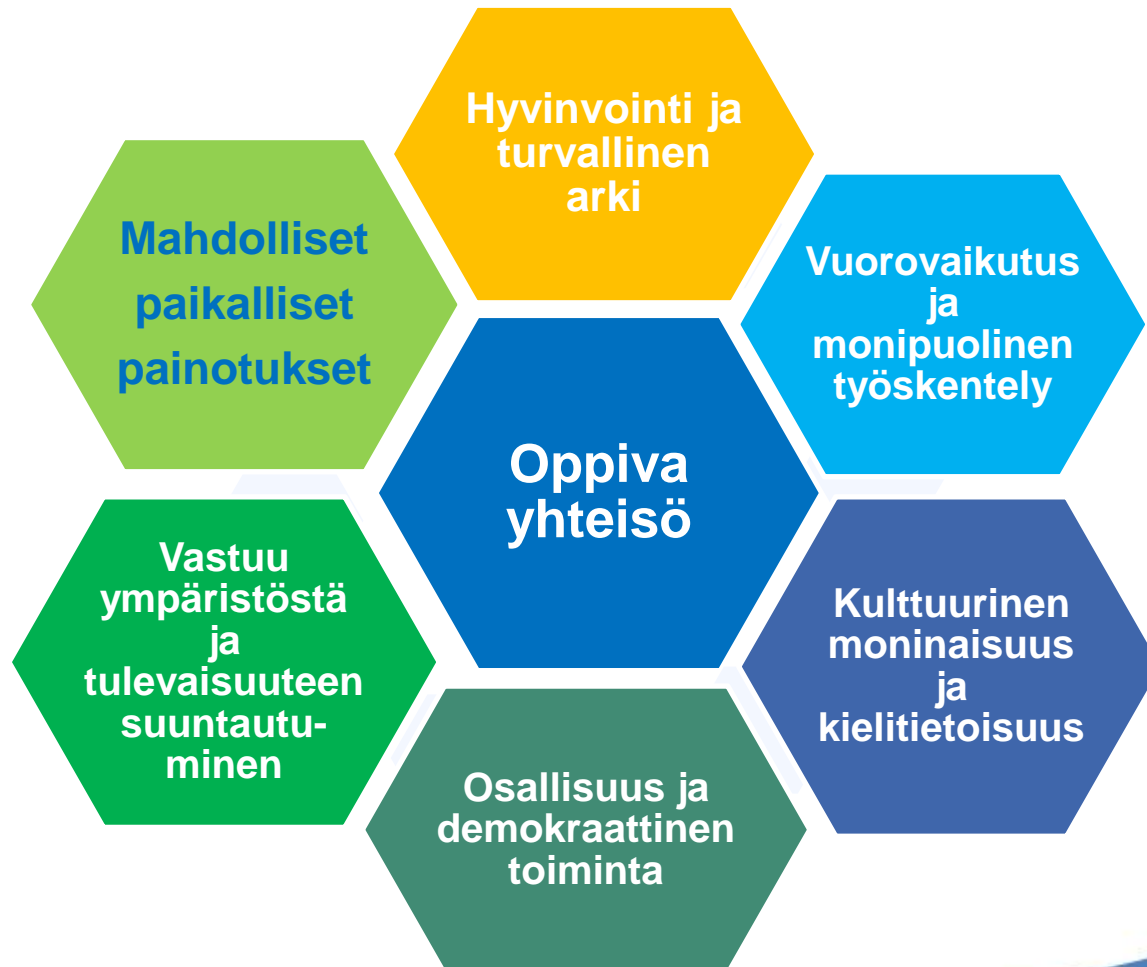 Hyvinvointi ja
turvallinen
arki
Mahdolliset
paikalliset
painotukset
Vuorovaikutus
ja
monipuolinen
työskentely
Oppiva
yhteisö
Vastuu
ympäristöstä
ja
tulevaisuuteen
suuntautu-
minen
Kulttuurinen
moninaisuus
ja
kielitietoisuus
Osallisuus ja
demokraattinen
toiminta